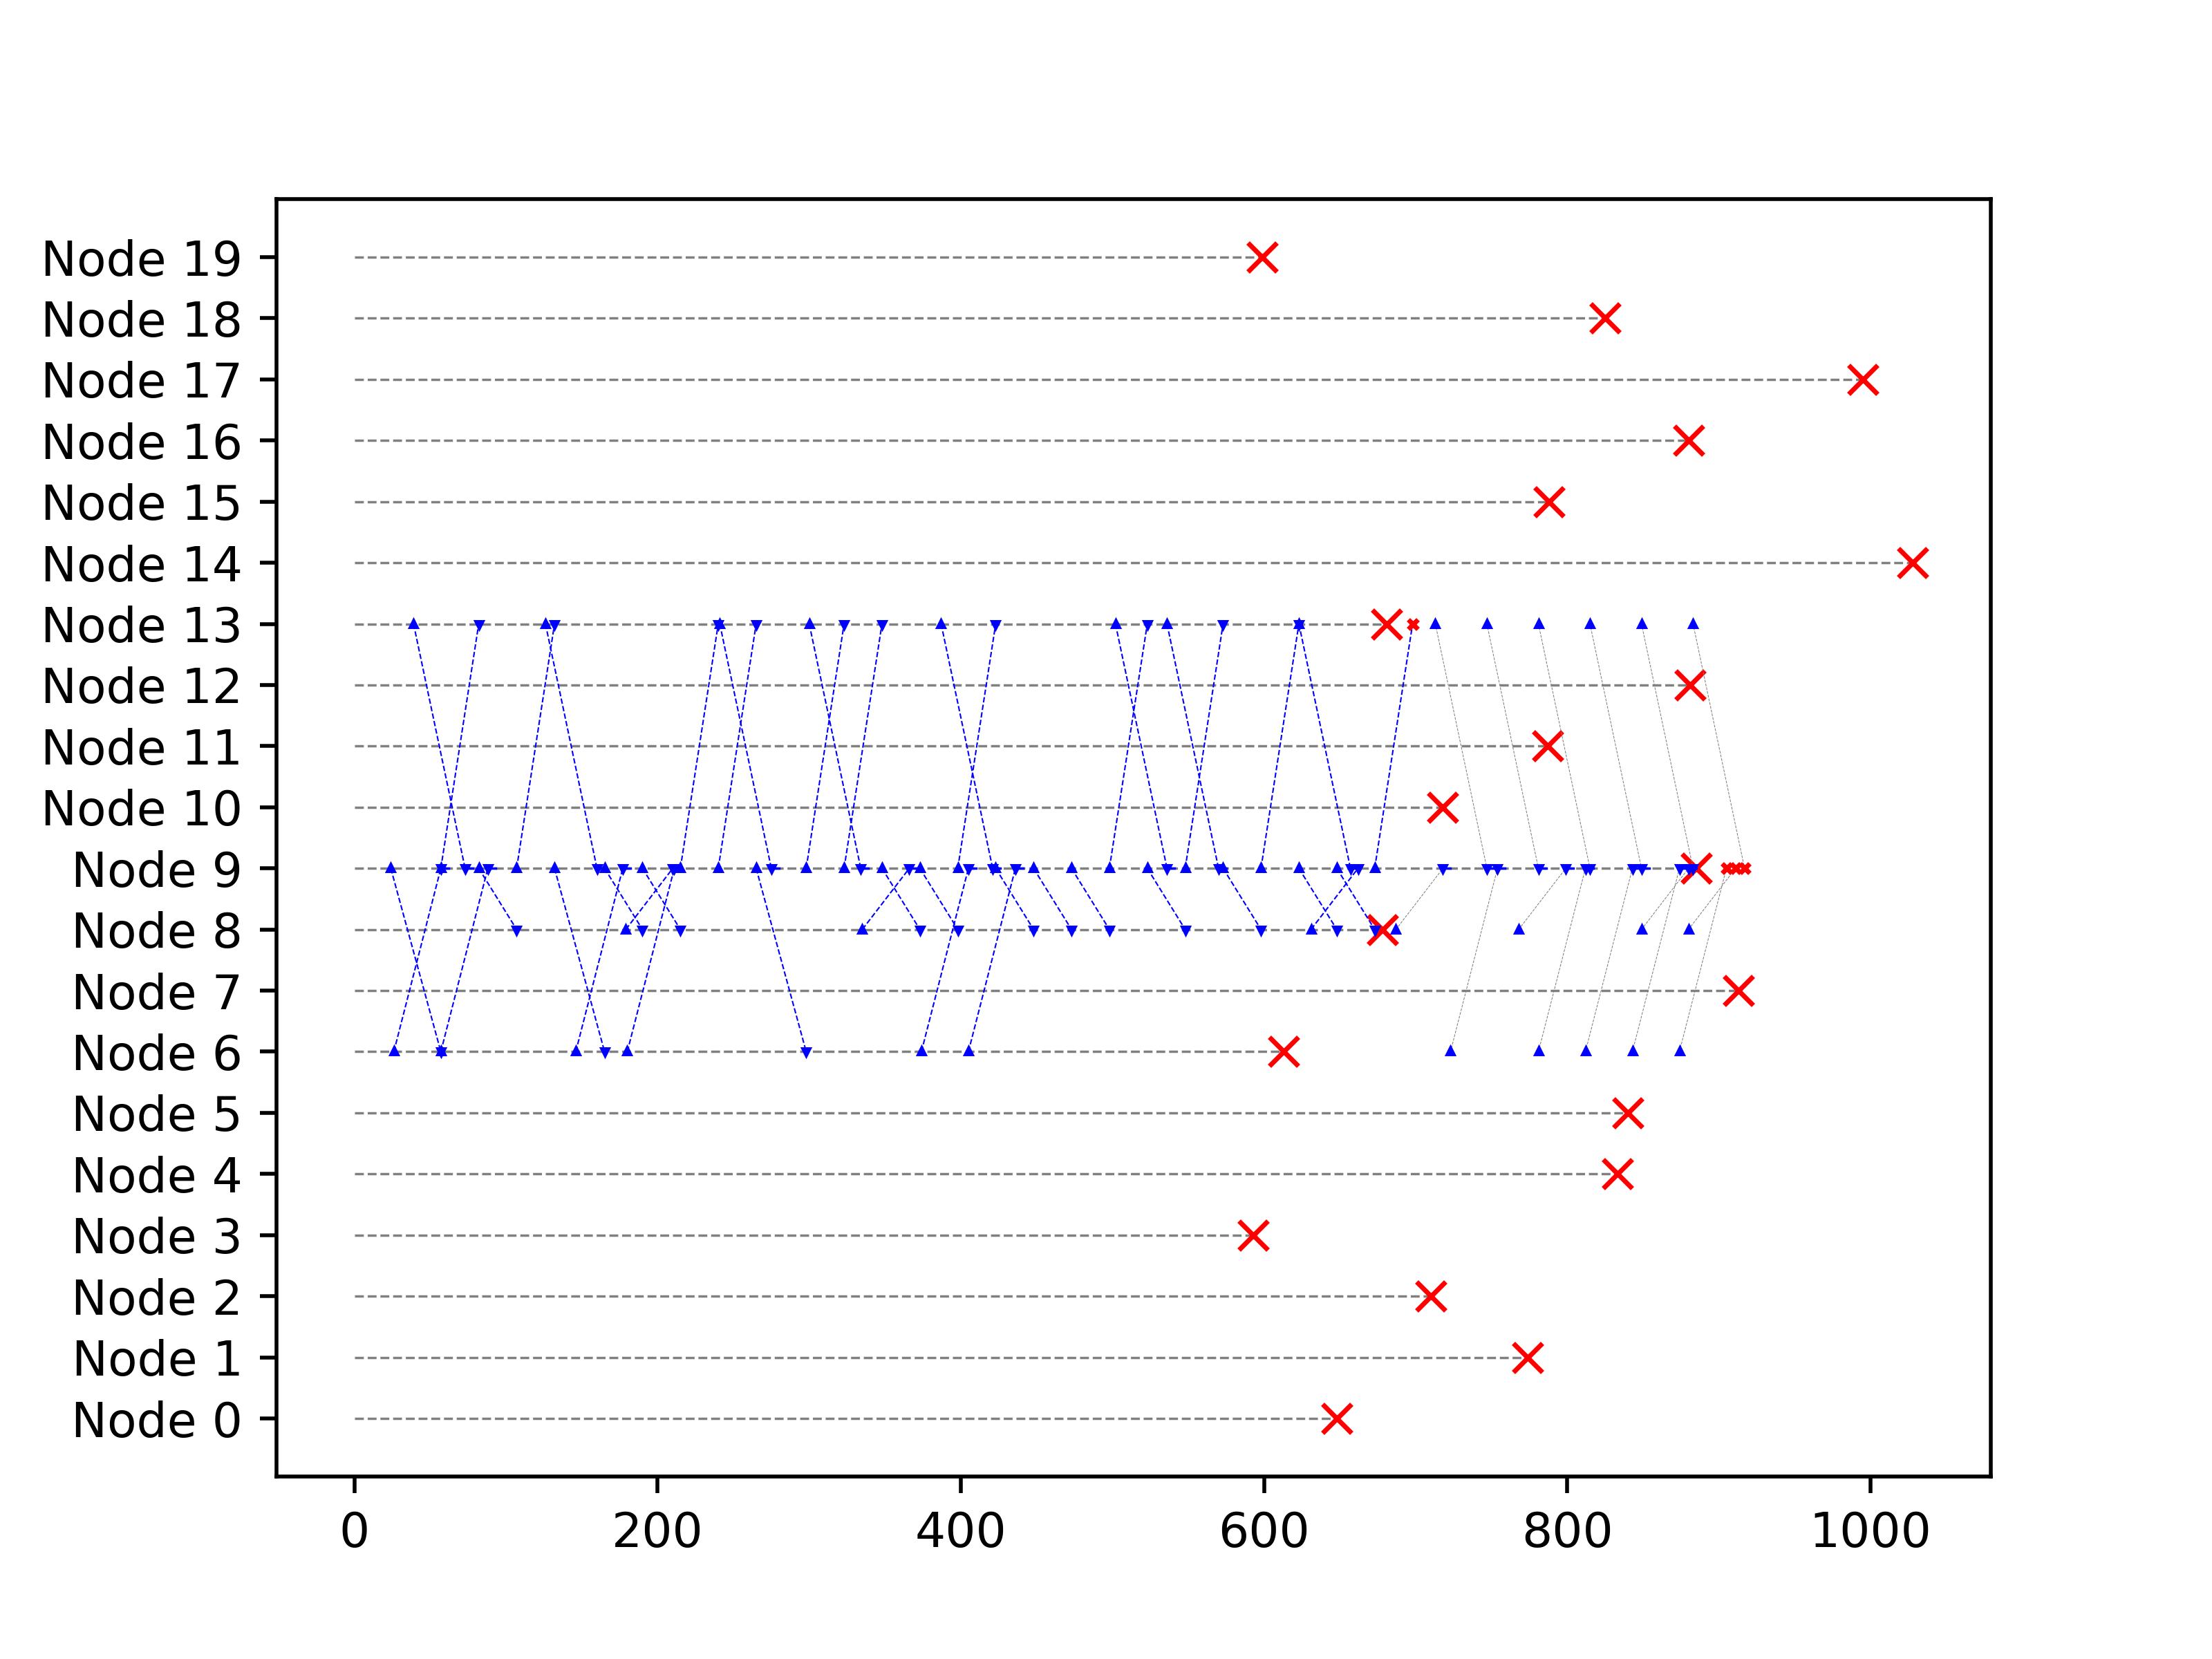 Node 19
Node 18
Node 17
Node 16
Node 15
Node 14
Node 13
Node 12
Node 11
Node 10
Node 9
Node 8
Node 7
Node 6
Node 5
Node 4
Node 3
Node 2
Node 1
Node 0
0 200 400 600 800 1000